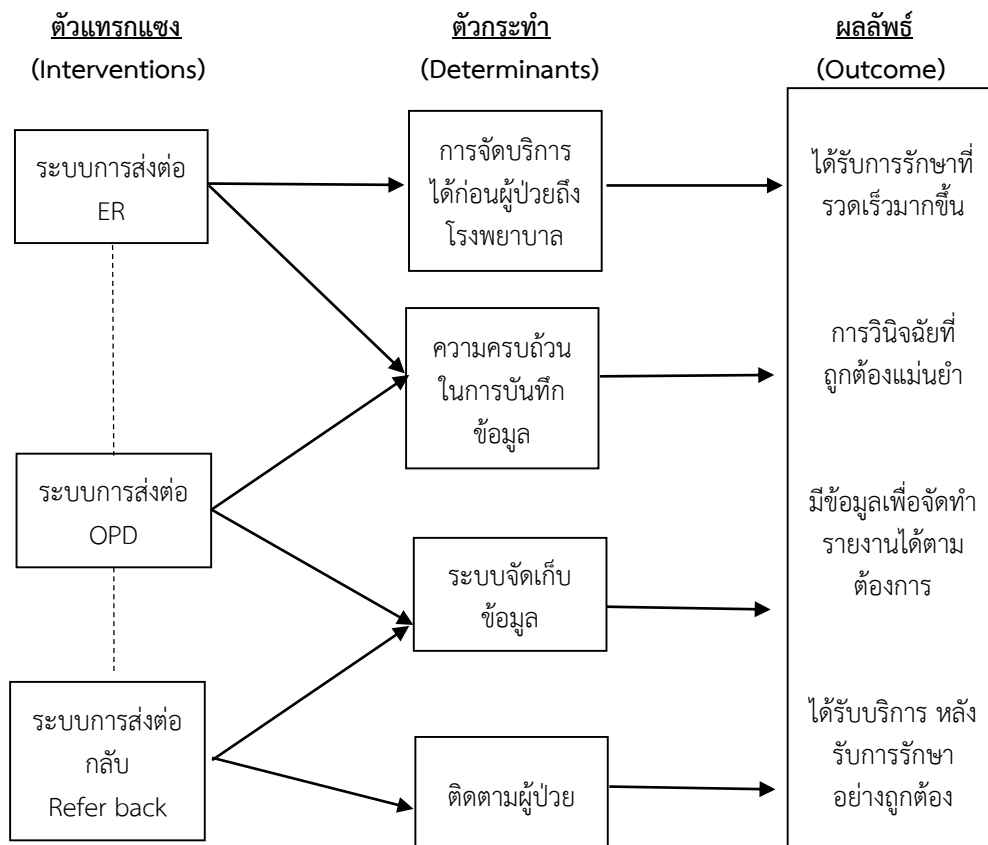 ตัวแทรกแซง
(Interventions)
ตัวกระทำ
(Determinants)
ผลลัพธ์
(Outcome)
ระบบการส่งต่อ
ER
การจัดบริการ
ได้ก่อนผู้ป่วยถึง
โรงพยาบาล
ได้รับการรักษาที่
รวดเร็วมากขึ้น
ความครบถ้วน
ในการบันทึก
ข้อมูล
การวินิจฉัยที่
ถูกต้องแม่นยำ
ระบบการส่งต่อ
OPD
ระบบจัดเก็บ
ข้อมูล
มีข้อมูลเพื่อจัดทำ
รายงานได้ตาม
ต้องการ
ระบบการส่งต่อ
กลับ
Refer back
ติดตามผู้ป่วย
ได้รับบริการ หลัง
รับการรักษา
อย่างถูกต้อง